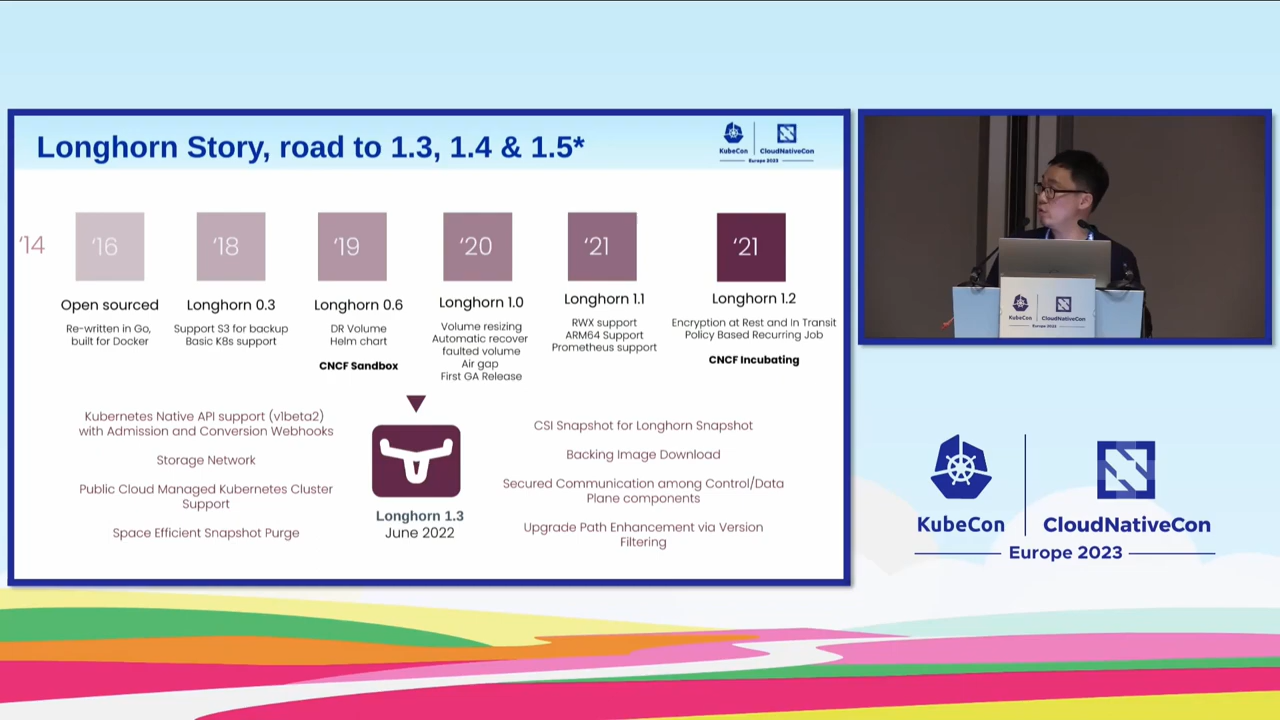 Longhorn Story, road to 1.3, 1.4 & 1.5*
KubeCon
CloudNativeCon
Europe 2023
'14
'16
'18
'19
'20
'21
'21
Open sourced
Re-written in Go,
built for Docker
Longhorn 0.3
Support S3 for backup
Basic K8s support
Longhorn 0.6
DR Volume
Helm chart
CNCF Sandbox
Longhorn 1.0
Volume resizing
Automatic recover
faulted volume
Air gap
First GA Release
Longhorn 1.1
RWX support
ARM64 Support
Prometheus support
Longhorn 1.2
Encryption at Rest and In Transit
Policy Based Recurring Job
CNCF Incubating
Kubernetes Native API support (v1beta2)
with Admission and Conversion Webhooks
Storage Network
Public Cloud Managed Kubernetes Cluster
Support
Space Efficient Snapshot Purge
Longhorn 1.3
June 2022
CSI Snapshot for Longhorn Snapshot
Backing Image Download
Secured Communication among Control/Data
Plane components
Upgrade Path Enhancement via Version
Filtering
KubeCon
CloudNativeCon
Europe 2023
KubeCon
CloudNativeCon
Europe 2023